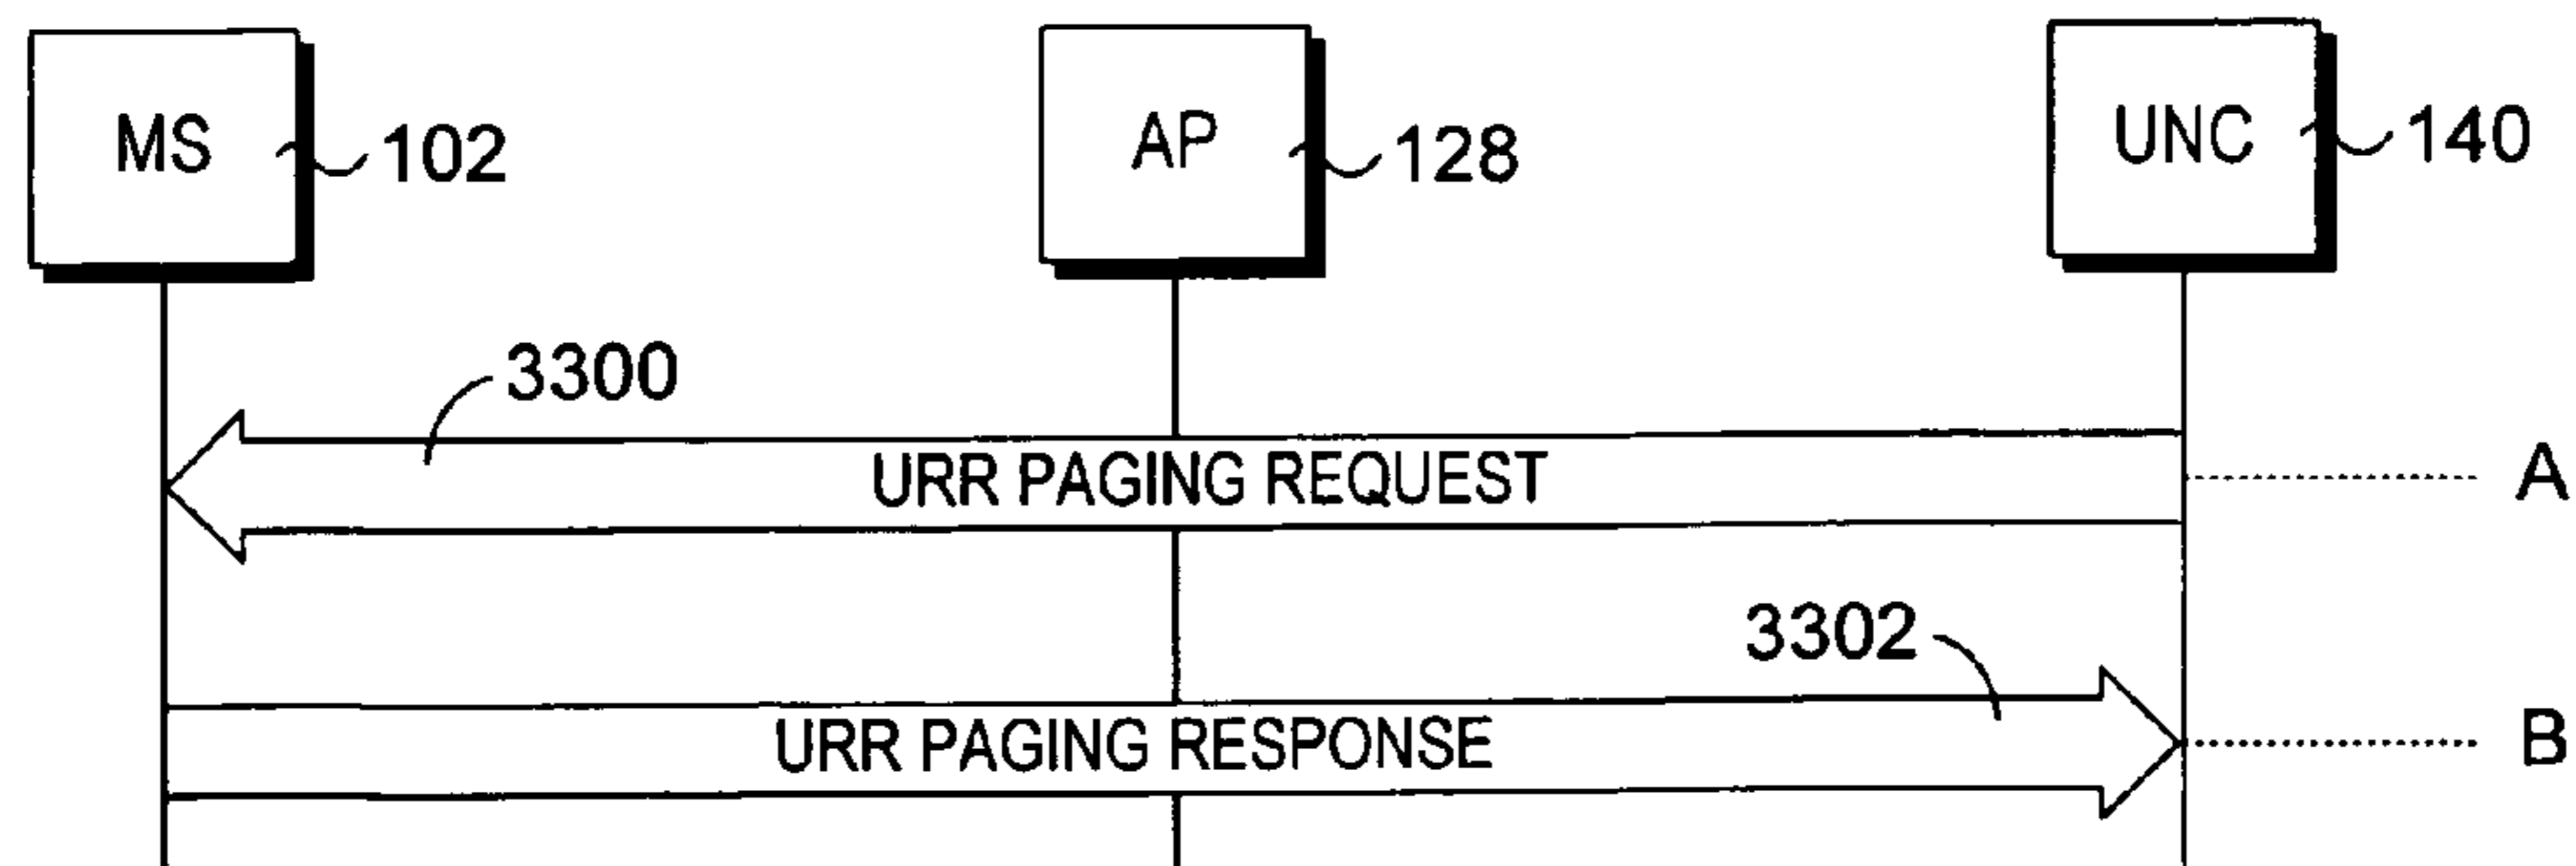 MS 102 AP 128 UNC 140
3300
URR PAGING REQUEST A
3302
URR PAGING RESPONSE B